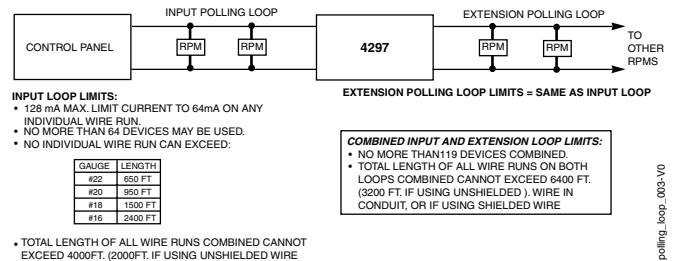 INPUT POLLING LOOP
EXTENSION POLLING LOOP
CONTROL PANEL
RPM
RPM
4297
RPM
RPM
TO
OTHER
RPMS
INPUT LOOP LIMITS:
• 128 mA MAX. LIMIT CURRENT TO 64mA ON ANY
INDIVIDUAL WIRE RUN.
• NO MORE THAN 64 DEVICES MAY BE USED.
• NO INDIVIDUAL WIRE RUN CAN EXCEED:
GAUGE LENGTH
#22 650 FT
#20 950 FT
#18 1500 FT
#16 2400 FT
• TOTAL LENGTH OF ALL WIRE RUNS COMBINED CANNOT
EXCEED 4000FT. (2000FT. IF USING UNSHIELDED WIRE
EXTENSION POLLING LOOP LIMITS = SAME AS INPUT LOOP
COMBINED INPUT AND EXTENSION LOOP LIMITS:
• NO MORE THAN119 DEVICES COMBINED.
• TOTAL LENGTH OF ALL WIRE RUNS ON BOTH
LOOPS COMBINED CANNOT EXCEED 6400 FT.
(3200 FT. IF USING UNSHIELDED ). WIRE IN
CONDUIT, OR IF USING SHIELDED WIRE
polling_loop_003-V0